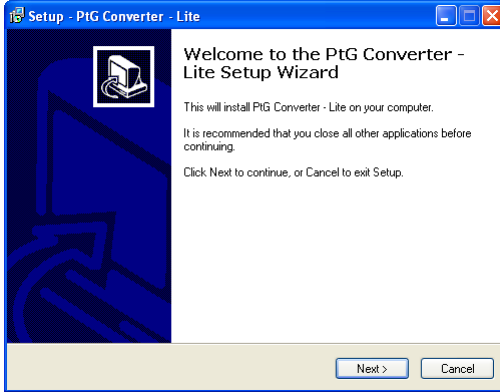 Setup - PtG Converter - Lite
Welcome to the PtG Converter -
Lite Setup Wizard
This will install PtG Converter - Lite on your computer.
It is recommended that you close all other applications before
continuing.
Click Next to continue, or Cancel to exit Setup.
Next >
Cancel